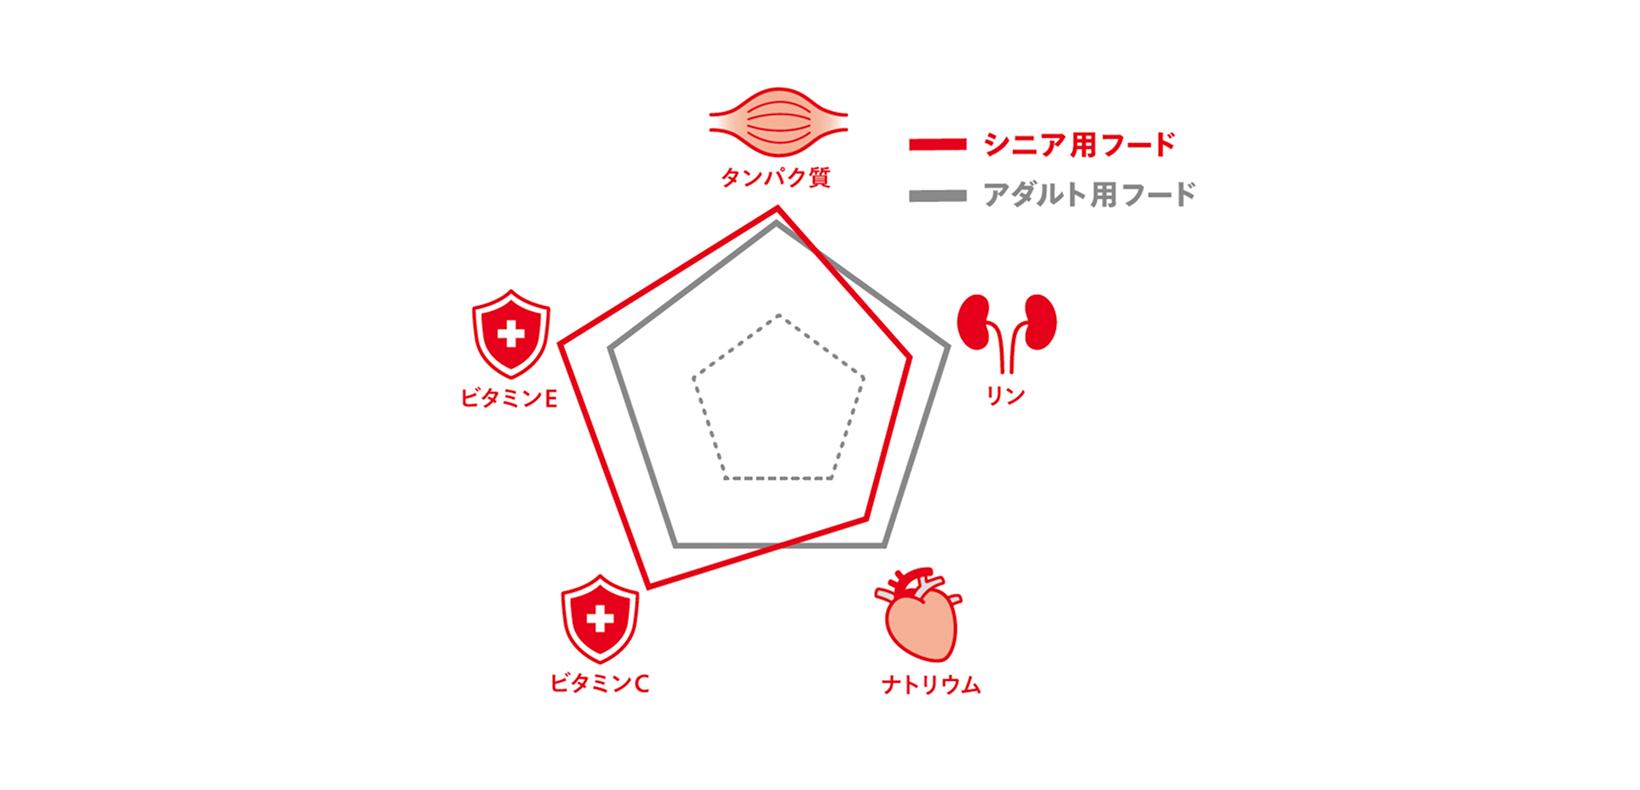 タンパク質
シニア用フード
アダルト用フード
ビタミンE
リン
ビタミンC
ナトリウム